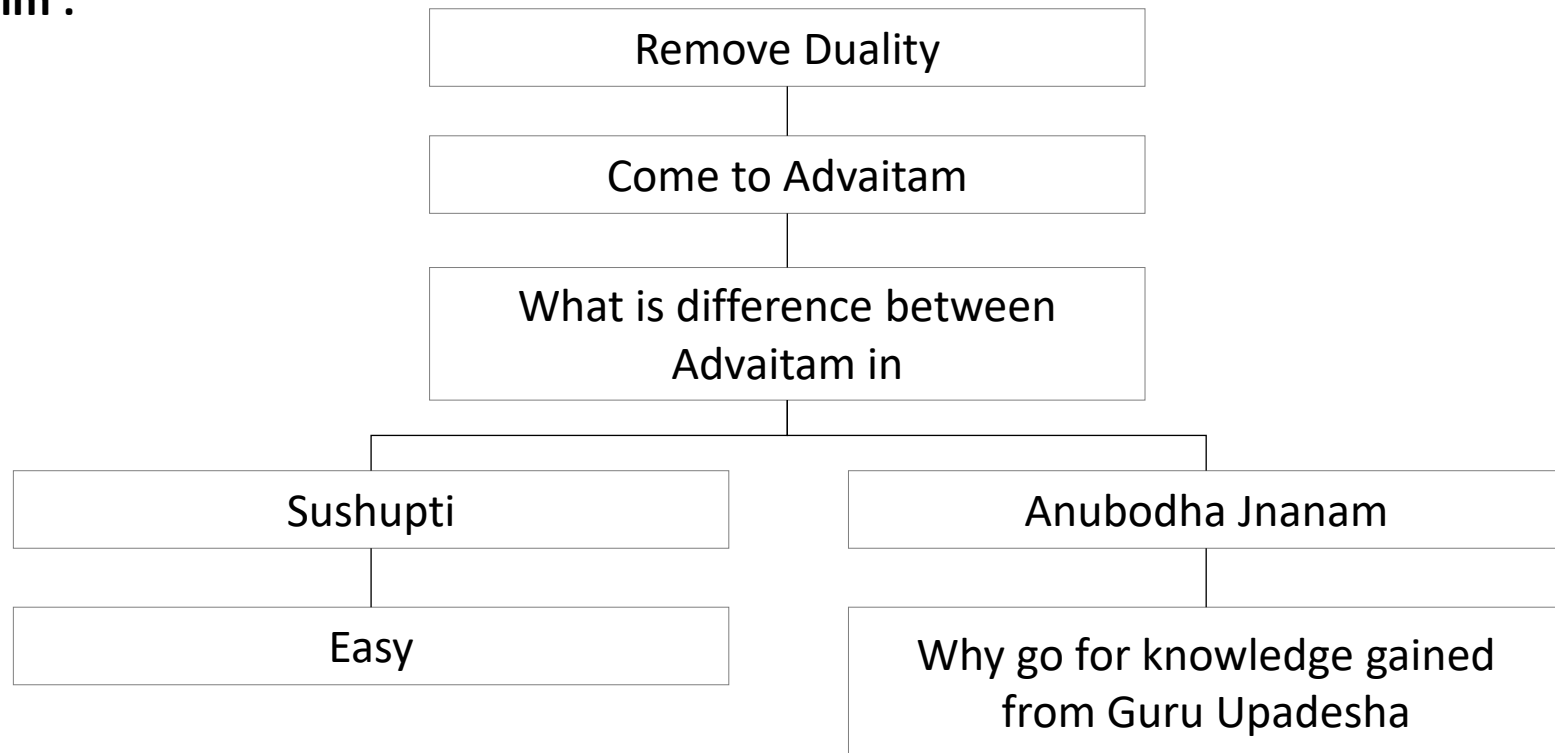 Remove Duality
Come to Advaitam
What is difference between
Advaitam in
Sushupti
Anubodha Jnanam
Easy
Why go for knowledge gained
from Guru Upadesha